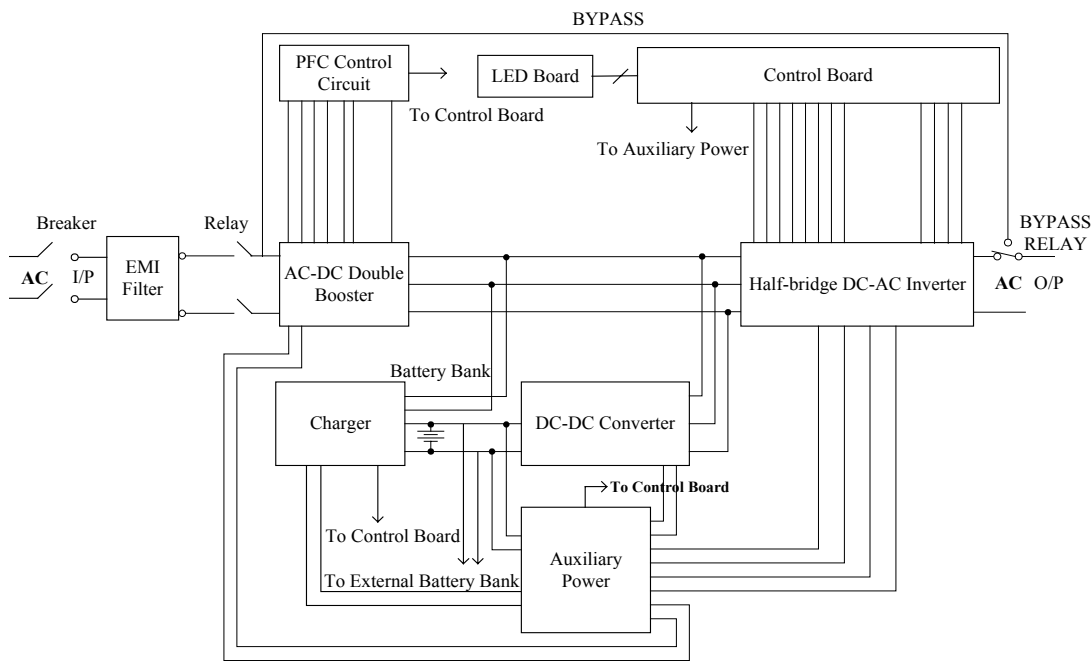 BYPASS
PFC Control
Circuit
LED Board
Control Board
To Control Board
To Auxiliary Power
Breaker
Relay
BYPASS
RELAY
AC I/P
EMI
Filter
AC-DC Double
Booster
Half-bridge DC-AC Inverter
AC O/P
Battery Bank
Charger
DC-DC Converter
To Control Board
To Control Board
Auxiliary
Power
To External Battery Bank